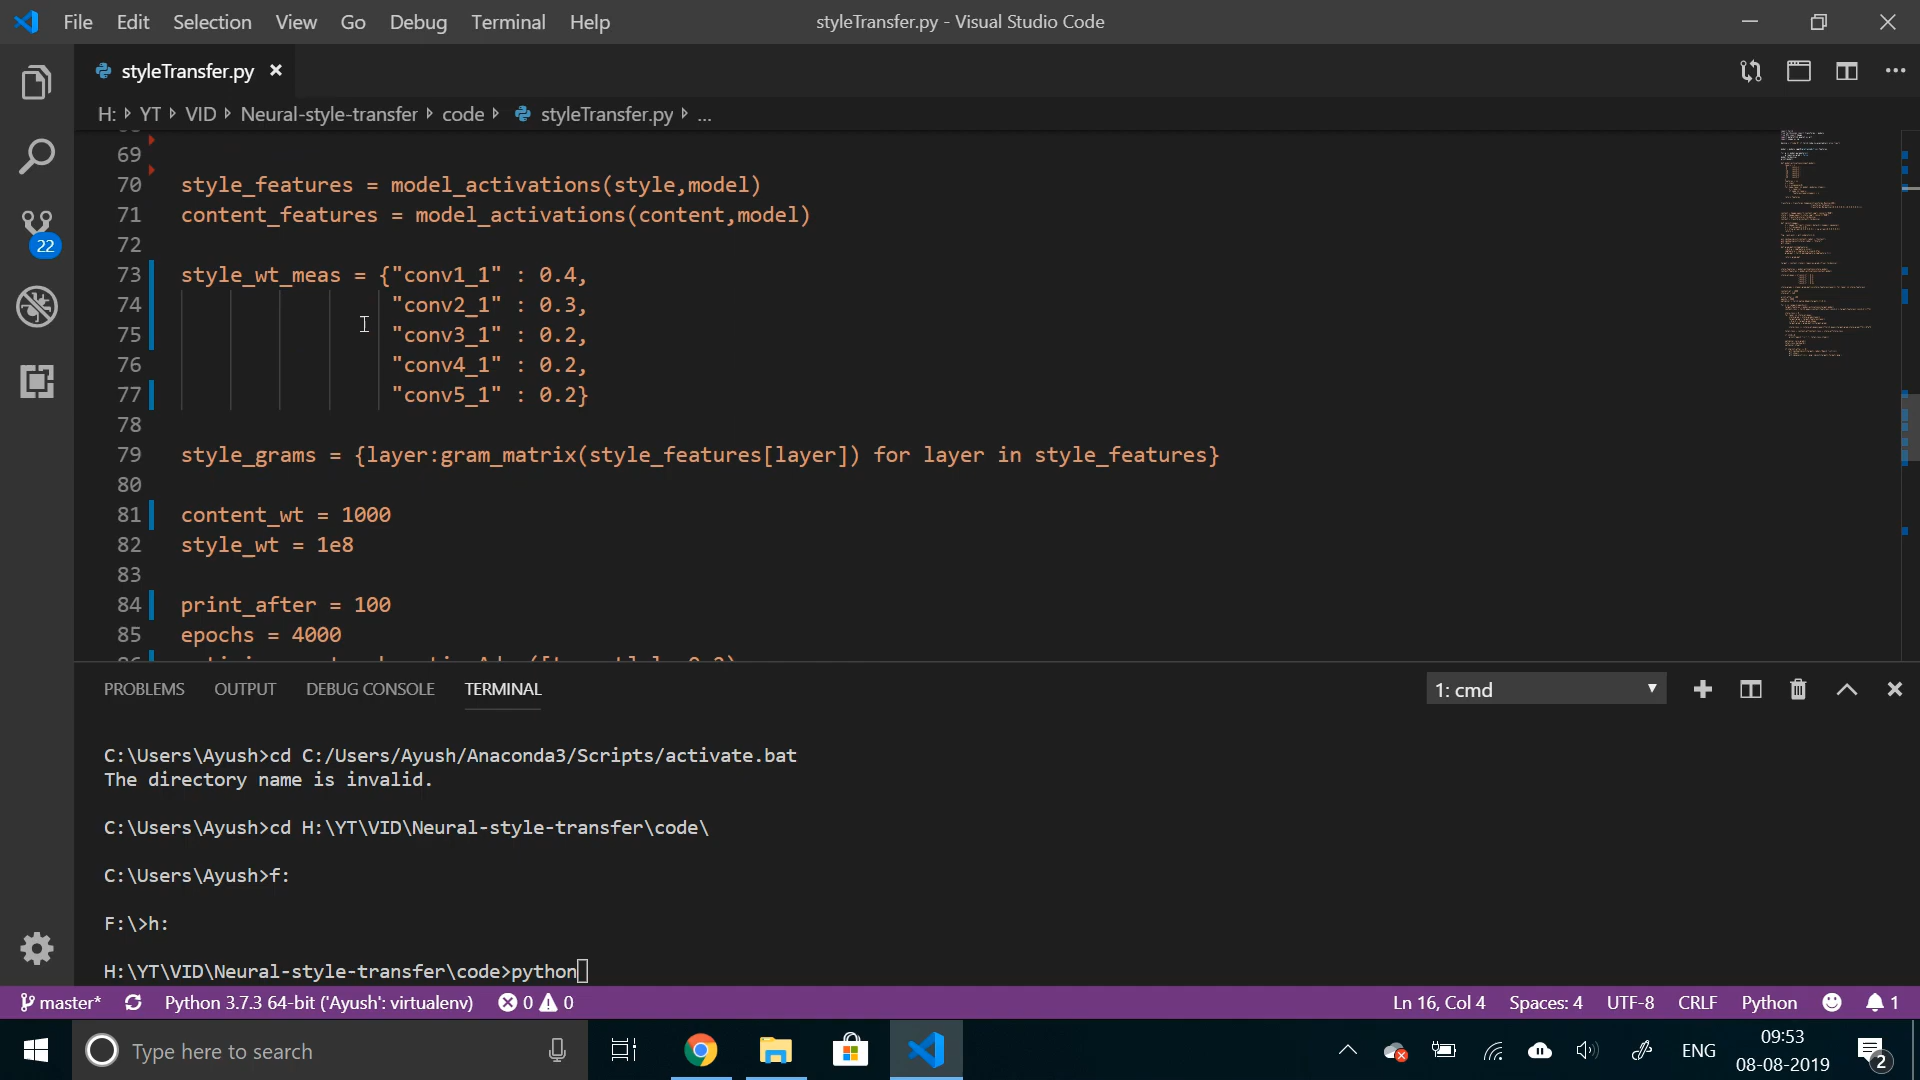 File Edit Selection View Go Debug Terminal Help
styleTransfer.py - Visual Studio Code
styleTransfer.py
H: YT VID Neural-style-transfer code styleTransfer.py ...
22
69
70 style_features = model_activations(style,model)
71 content_features = model_activations(content,model)
72
73 style_wt_meas = {"conv1_1" : 0.4,
74 "conv2_1" : 0.3,
75 "conv3_1" : 0.2,
76 "conv4_1" : 0.2,
77 "conv5_1" : 0.2}
78
79 style_grams = {layer:gram_matrix(style_features[layer]) for layer in style_features}
80
81 content_wt = 1000
82 style_wt = 1e8
83
84 print_after = 100
85 epochs = 4000
PROBLEMS OUTPUT DEBUG CONSOLE TERMINAL 1: cmd
C:\Users\Ayush>cd C:/Users/Ayush/Anaconda3/Scripts/activate.bat
The directory name is invalid.
C:\Users\Ayush>cd H:\YT\VID\Neural-style-transfer\code\
C:\Users\Ayush>f:
F:\>h:
H:\YT\VID\Neural-style-transfer\code>python
master* Python 3.7.3 64-bit ('Ayush': virtualenv) 0 0 Ln 16, Col 4 Spaces: 4 UTF-8 CRLF Python 1
Type here to search ENG 09:53
08-08-2019 2